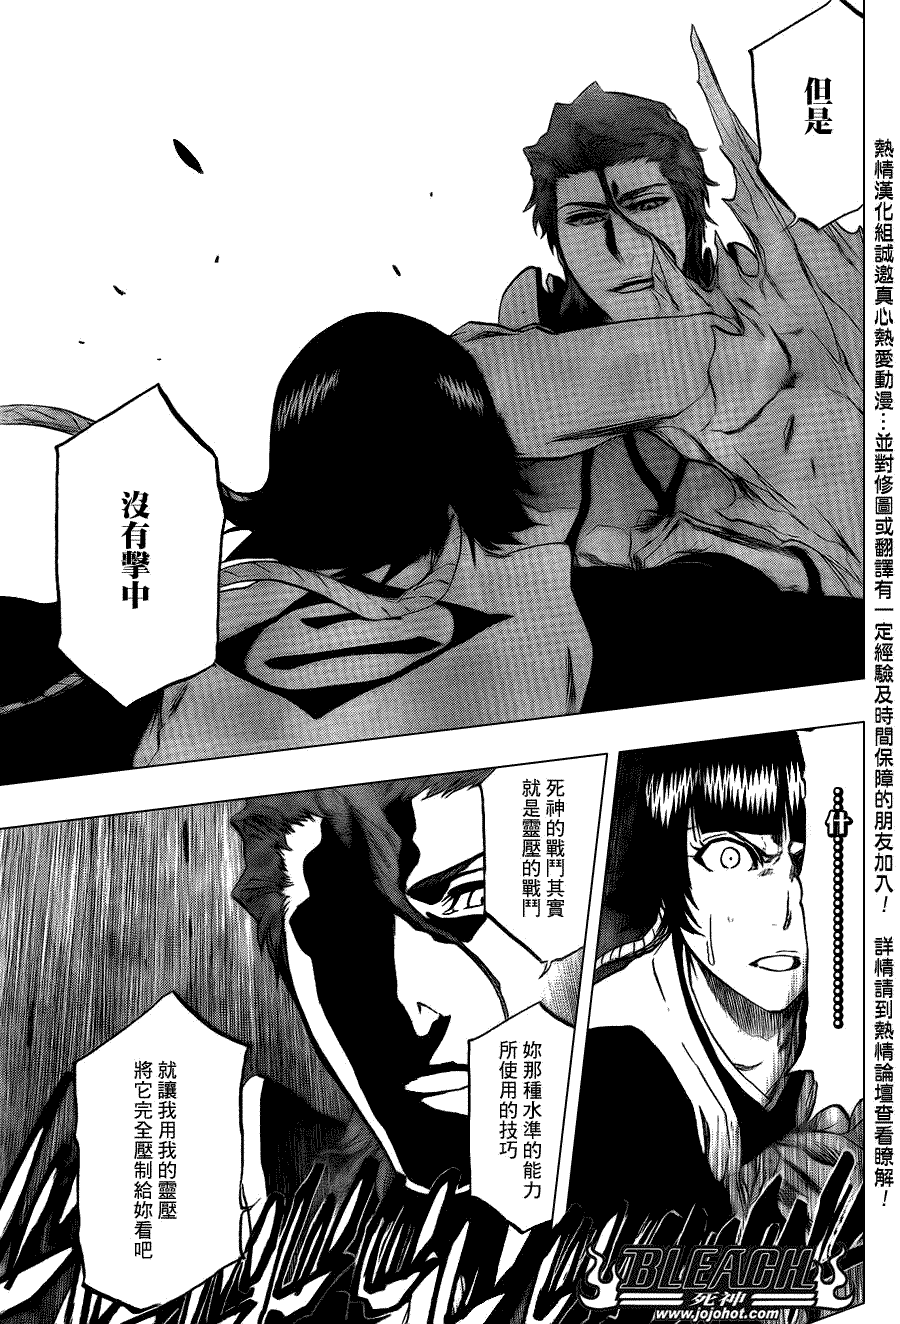 但是
沒有擊中
什………………
死神的戰鬥其實
就是靈壓的戰鬥
妳那種水準的能力
所使用的技巧
就讓我用我的靈壓
將它完全壓制給妳看吧
熱情漢化組誠邀真心熱愛動漫…並對修圖或翻譯有一定經驗及時間保障的朋友加入！ 詳情請到熱情論壇查看瞭解！
BLEACH
死神
www.jojohot.com